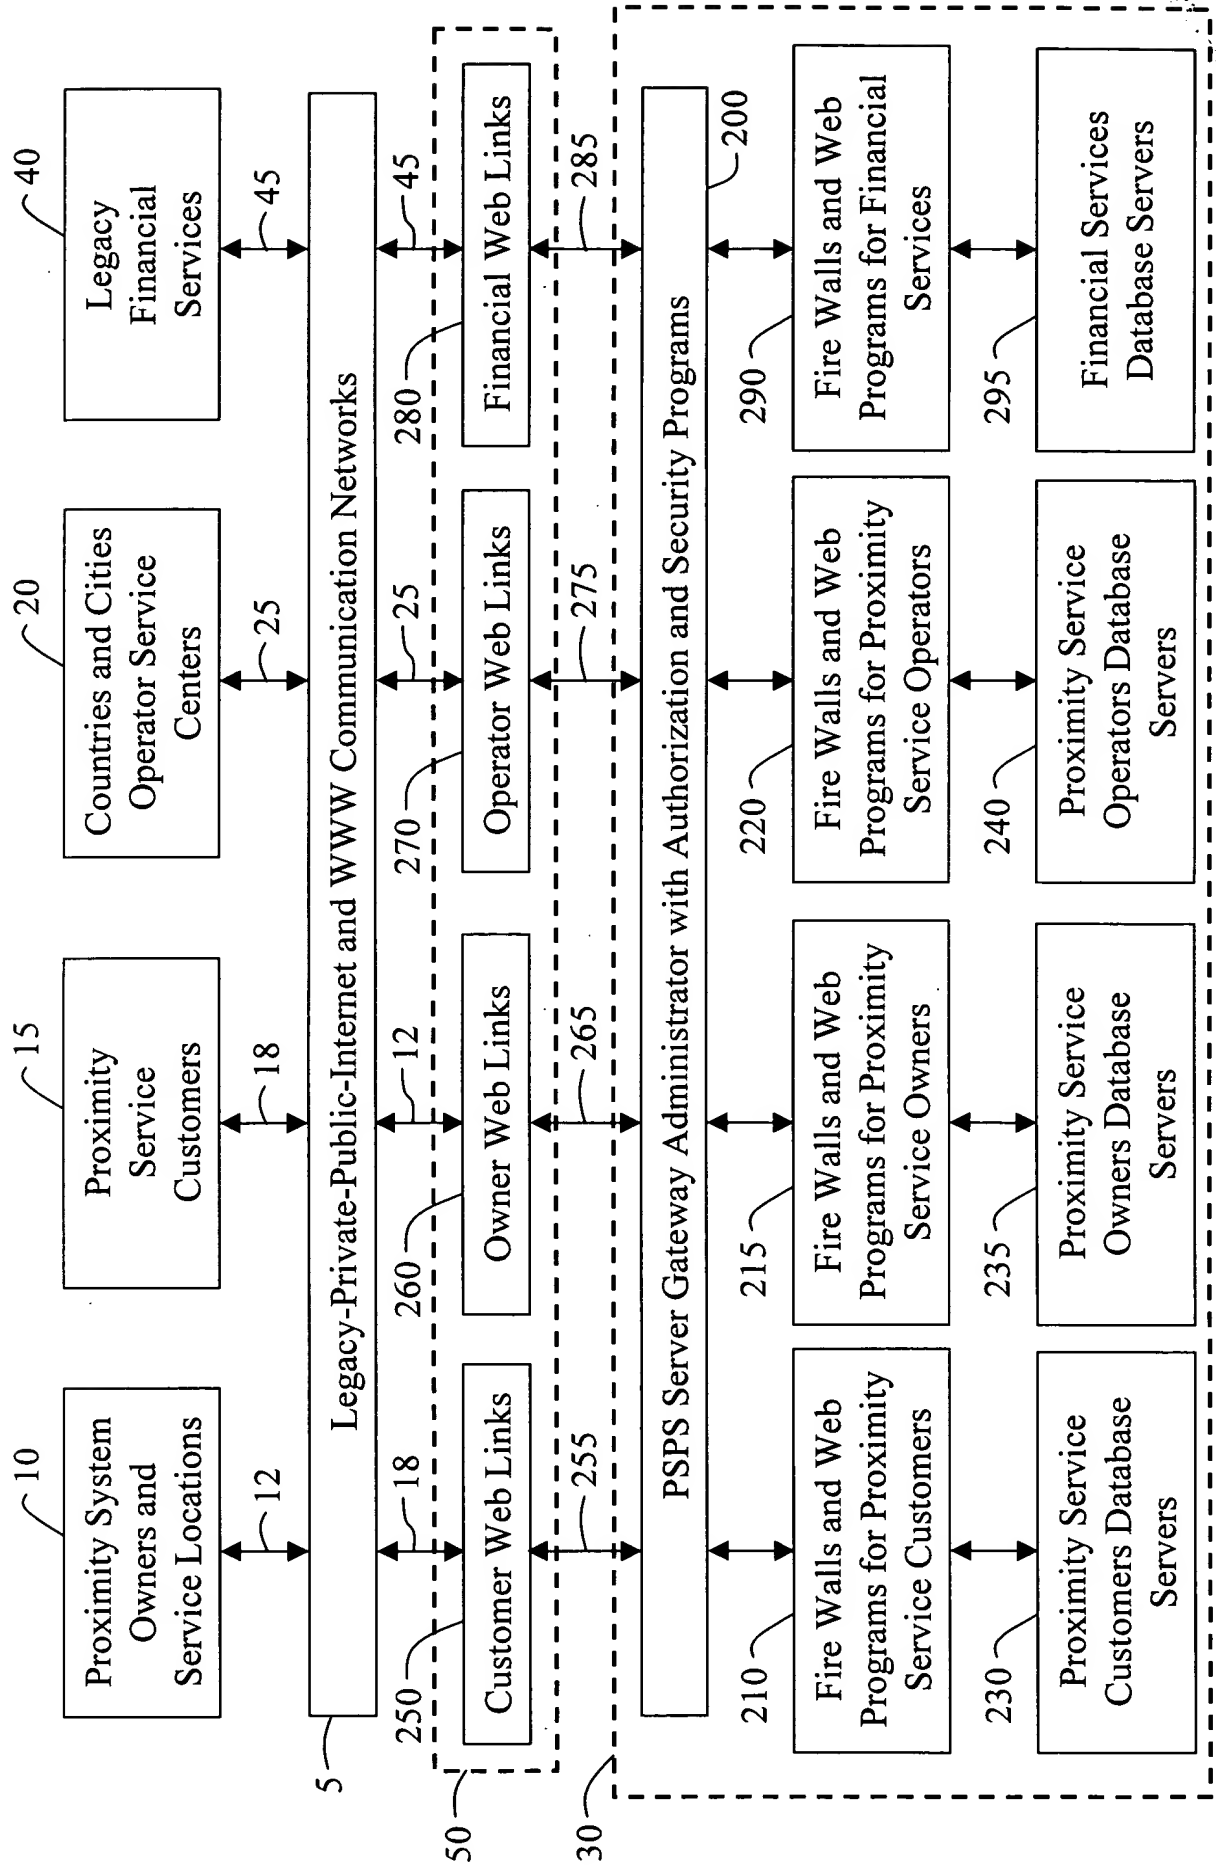 10
Proximity System
Owners and
Service Locations
12
15
Proximity
Service
Customers
18
20
Countries and Cities
Operator Service
Centers
25
40
Legacy
Financial
Services
45
5
Legacy-Private-Public-Internet and WWW Communication Networks
18
12
25
45
50
250
Customer Web Links
260
Owner Web Links
270
Operator Web Links
280
Financial Web Links
255
265
275
285
30
PSPS Server Gateway Administrator with Authorization and Security Programs
200
210
Fire Walls and Web
Programs for Proximity
Service Customers
215
Fire Walls and Web
Programs for Proximity
Service Owners
220
Fire Walls and Web
Programs for Proximity
Service Operators
290
Fire Walls and Web
Programs for Financial
Services
230
Proximity Service
Customers Database
Servers
235
Proximity Service
Owners Database
Servers
240
Proximity Service
Operators Database
Servers
295
Financial Services
Database Servers